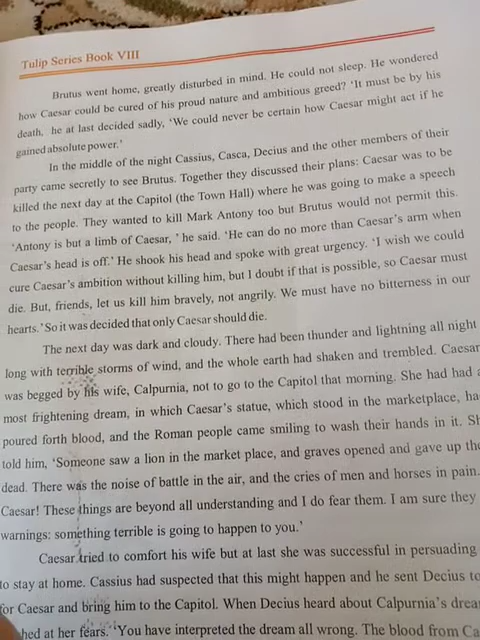 Tulip Series Book VIII
Brutus went home, greatly disturbed in mind. He could not sleep. He wondered
how Caesar could be cured of his proud nature and ambitious greed? 'It must be by his
death, he at last decided sadly, 'We could never be certain how Caesar might act if he
gained absolute power.'
In the middle of the night Cassius, Casca, Decius and the other members of their
party came secretly to see Brutus. Together they discussed their plans: Caesar was to be
killed the next day at the Capitol (the Town Hall) where he was going to make a speech
to the people. They wanted to kill Mark Antony too but Brutus would not permit this.
'Antony is but a limb of Caesar, ' he said. 'He can do no more than Caesar's arm when
Caesar's head is off.' He shook his head and spoke with great urgency. 'I wish we could
cure Caesar's ambition without killing him, but I doubt if that is possible, so Caesar must
die. But, friends, let us kill him bravely, not angrily. We must have no bitterness in our
hearts.' So it was decided that only Caesar should die.
The next day was dark and cloudy. There had been thunder and lightning all night
long with terrible storms of wind, and the whole earth had shaken and trembled. Caesar
was begged by his wife, Calpurnia, not to go to the Capitol that morning. She had had a
most frightening dream, in which Caesar's statue, which stood in the marketplace, ha
poured forth blood, and the Roman people came smiling to wash their hands in it. Sh
told him, 'Someone saw a lion in the market place, and graves opened and gave up the
dead. There was the noise of battle in the air, and the cries of men and horses in pain.
Caesar! These things are beyond all understanding and I do fear them. I am sure they
warnings: something terrible is going to happen to you.'
Caesar tried to comfort his wife but at last she was successful in persuading
to stay at home. Cassius had suspected that this might happen and he sent Decius to
for Caesar and bring him to the Capitol. When Decius heard about Calpurnia's drea
hed at her fears. 'You have interpreted the dream all wrong. The blood from Ca